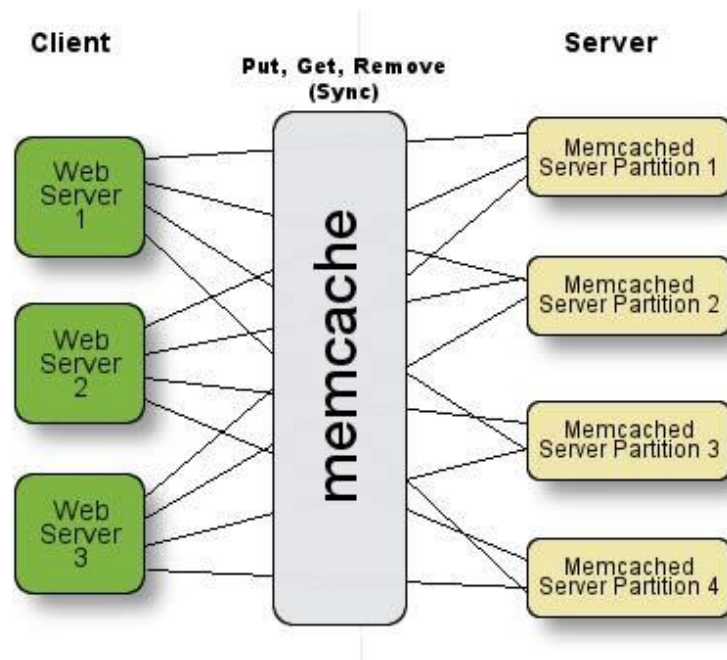 Client
Server
Put, Get, Remove
(Sync)
Web
Server
1
Web
Server
2
Web
Server
3
memcache
Memcached
Server Partition 1
Memcached
Server Partition 2
Memcached
Server Partition 3
Memcached
Server Partition 4